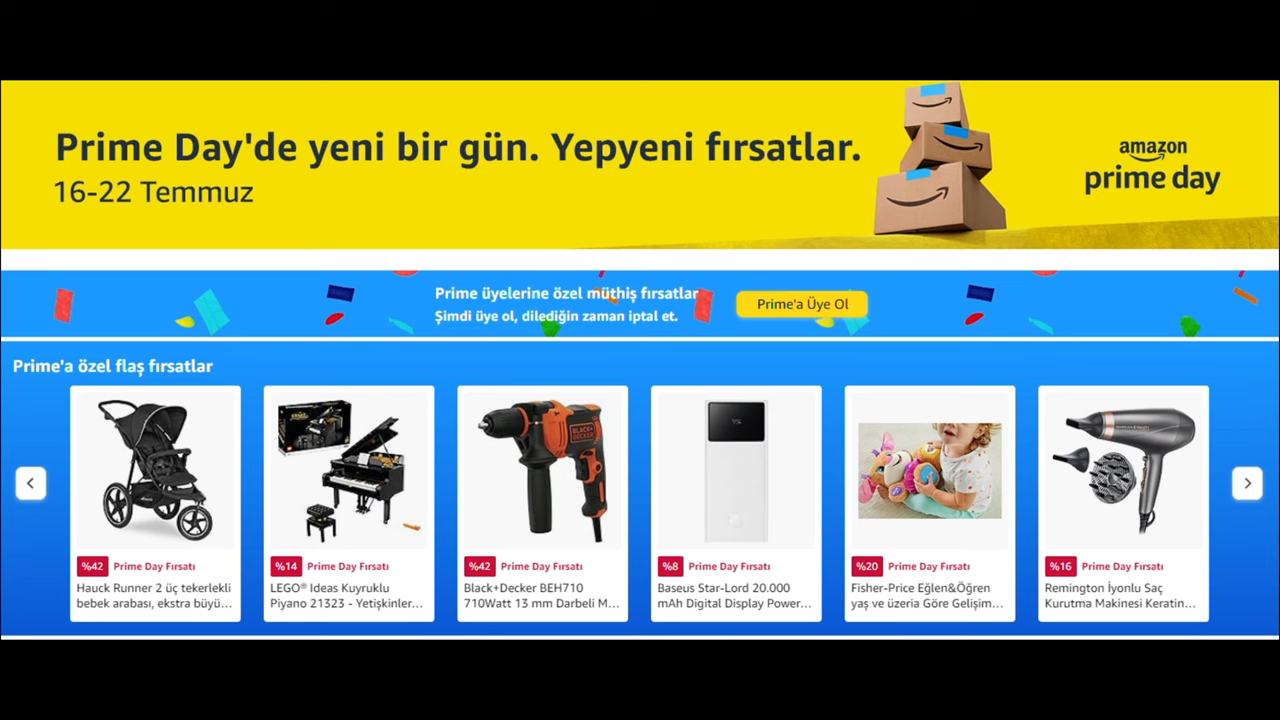 Prime Day'de yeni bir gün. Yepyeni fırsatlar.
16-22 Temmuz
amazon
prime day
Prime üyelerine özel müthiş fırsatlar
Şimdi üye ol, dilediğin zaman iptal et.
Prime'a Üye Ol
Prime'a özel flaş fırsatlar
BLACK+
DECKER
%42 Prime Day Fırsatı
Hauck Runner 2 üç tekerlekli
bebek arabası, ekstra büyü...
%14 Prime Day Fırsatı
LEGO® Ideas Kuyruklu
Piyano 21323 - Yetişkinler...
%42 Prime Day Fırsatı
Black+Decker BEH710
710Watt 13 mm Darbeli M...
%8 Prime Day Fırsatı
Baseus Star-Lord 20.000
mAh Digital Display Power...
%20 Prime Day Fırsatı
Fisher-Price Eğlen&Öğren
yaş ve üzeria Göre Gelişim...
%16 Prime Day Fırsatı
Remington İyonlu Saç
Kurutma Makinesi Keratin...